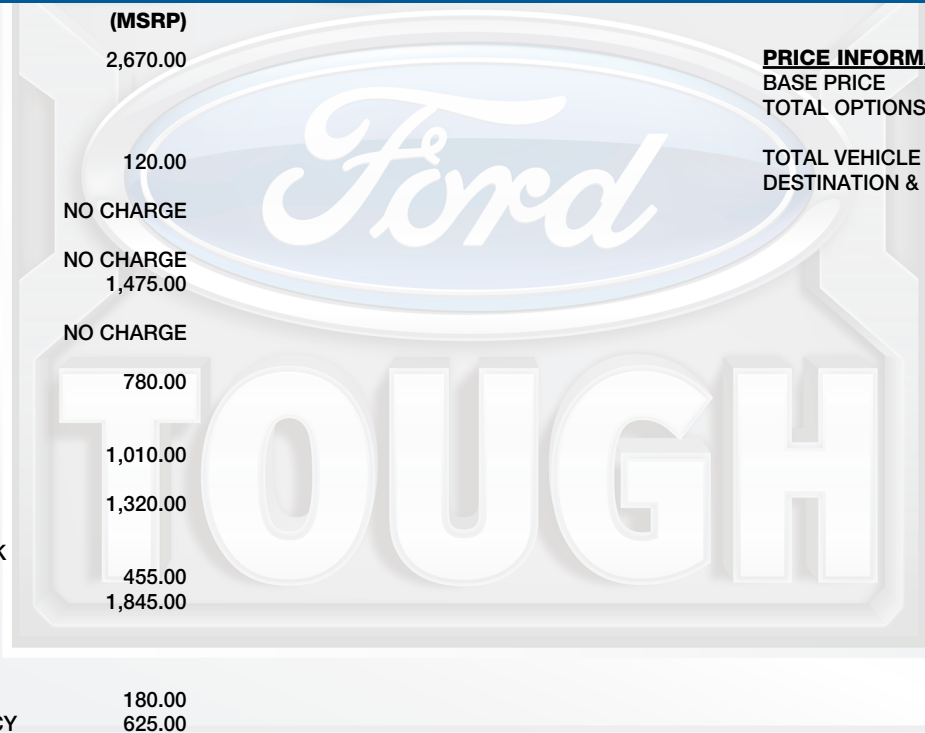 (MSRP)
2,670.00
120.00
NO CHARGE
NO CHARGE
1,475.00
NO CHARGE
780.00
1,010.00
1,320.00
K
455.00
1,845.00
180.00
CY 625.00
PRICE INFORMA
BASE PRICE
TOTAL OPTIONS
TOTAL VEHICLE
DESTINATION &
Ford
TOUGH